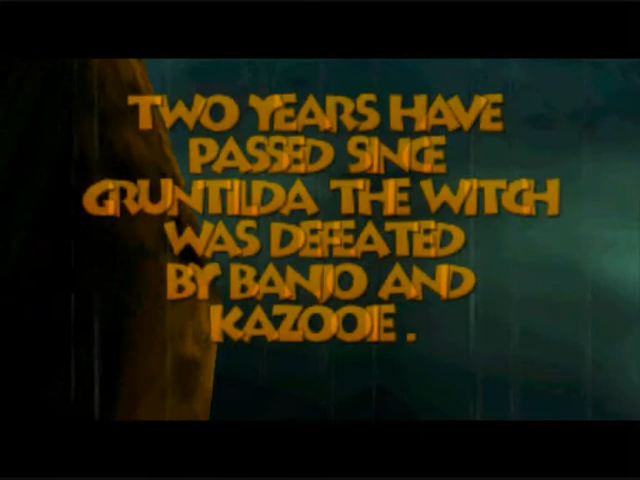 TWO YEARS HAVE
PASSED SINCE
GRUNTILDA THE WITCH
WAS DEFEATED
BY BANJO AND
KAZOOIE .